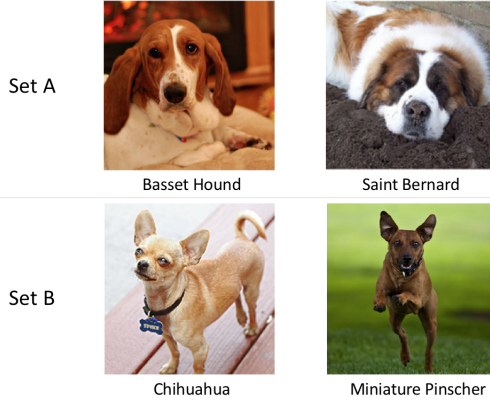 Set A
Basset Hound
Saint Bernard
Set B
Chihuahua
Miniature Pinscher